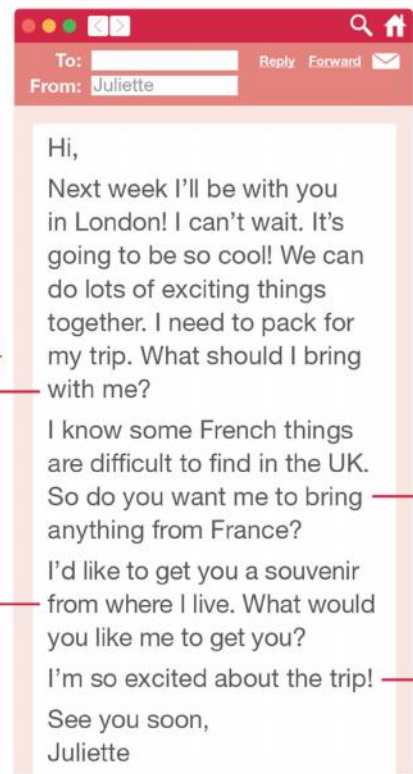 To:
Reply Forward
From: Juliette
Hi,
Next week I'll be with you
in London! I can't wait. It's
going to be so cool! We can
do lots of exciting things
together. I need to pack for
my trip. What should I bring
with me?
I know some French things
are difficult to find in the UK.
So do you want me to bring
anything from France?
I'd like to get you a souvenir
from where I live. What would
you like me to get you?
I'm so excited about the trip!
See you soon,
Juliette